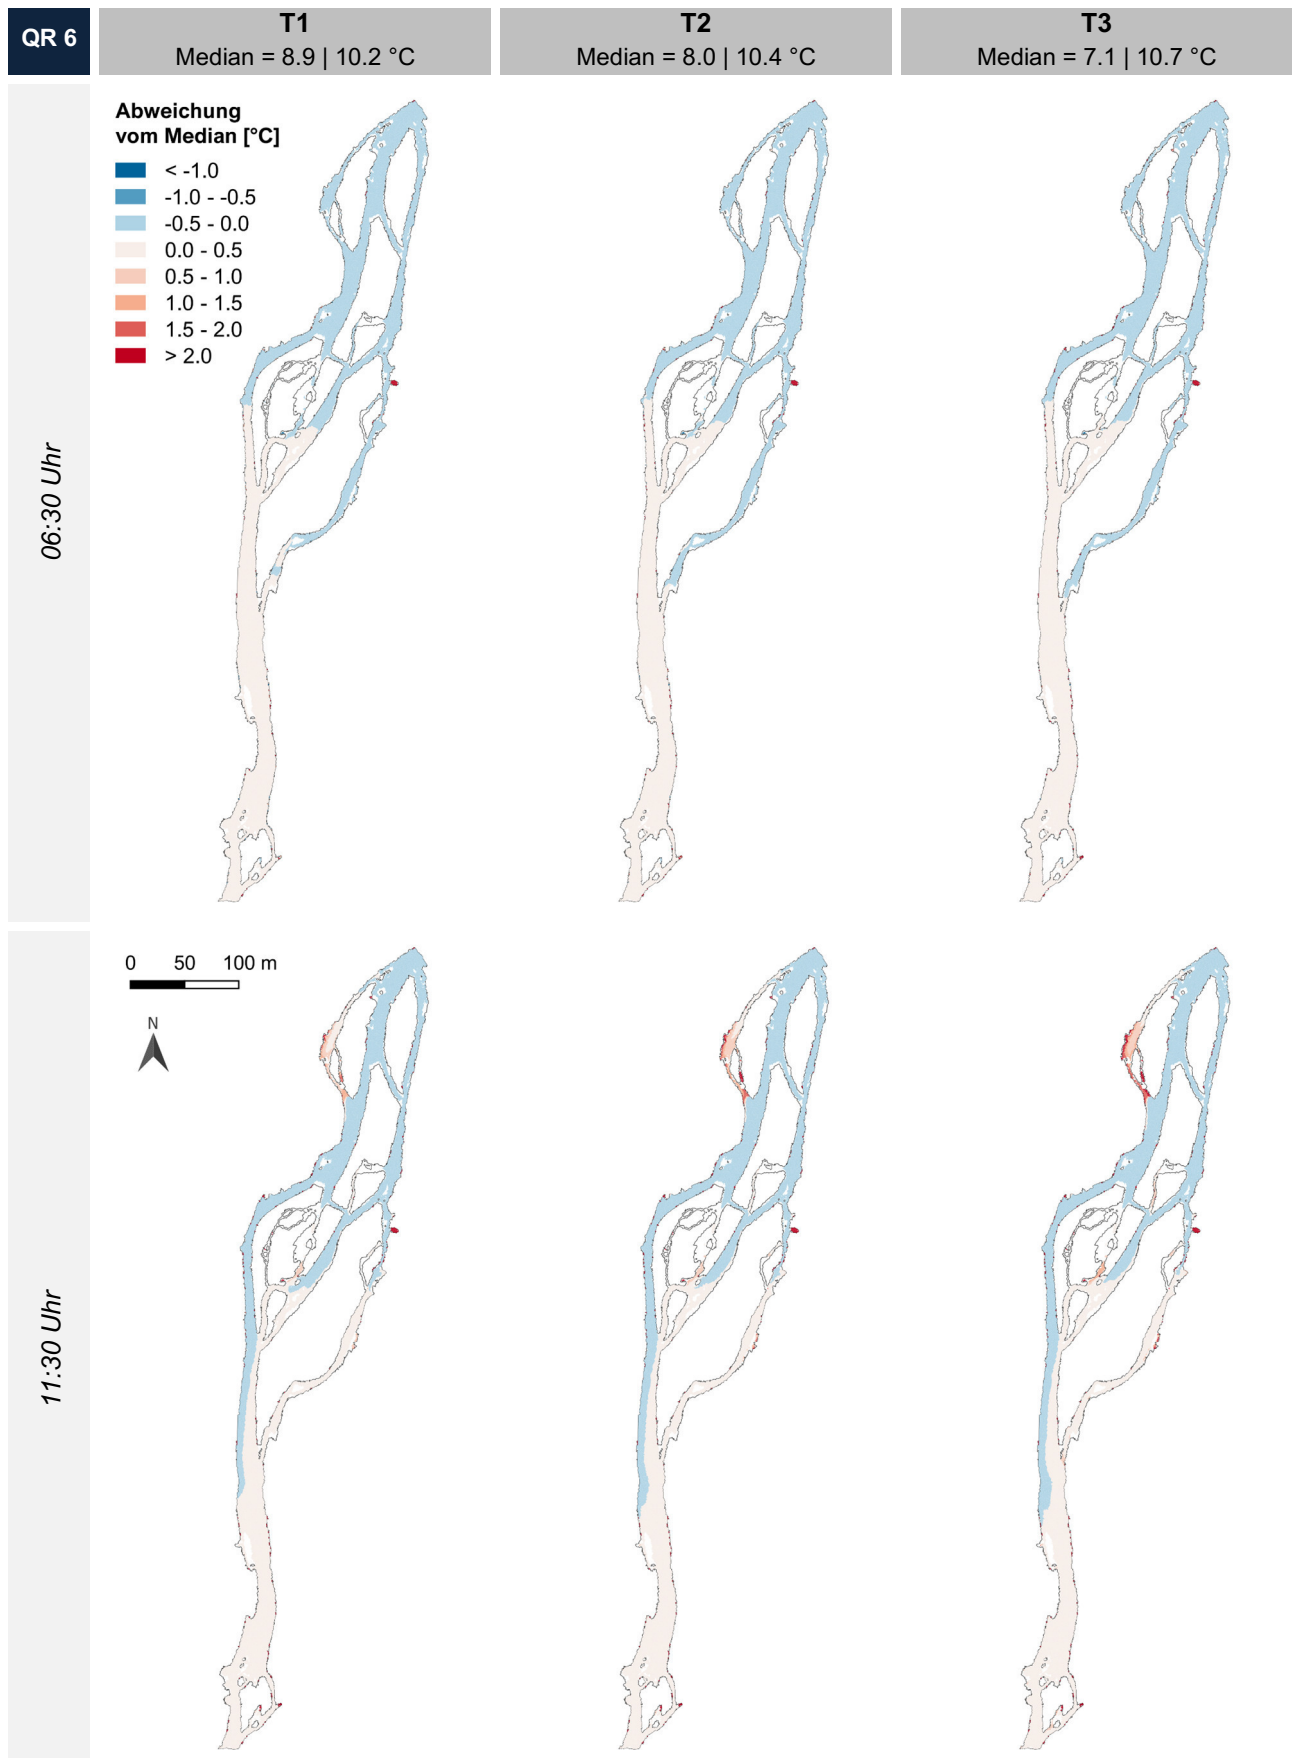 QR 6
T1
Median = 8.9 | 10.2 °C
T2
Median = 8.0 | 10.4 °C
T3
Median = 7.1 | 10.7 °C
Abweichung
vom Median [°C]
< -1.0
-1.0 - -0.5
-0.5 - 0.0
0.0 - 0.5
0.5 - 1.0
1.0 - 1.5
1.5 - 2.0
> 2.0
06:30 Uhr
0 50 100 m
N
11:30 Uhr